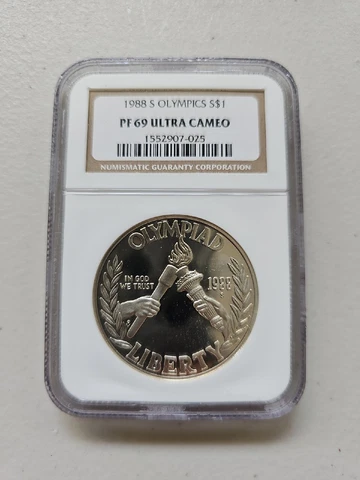 1988 S OLYMPICS S$1
PF 69 ULTRA CAMEO
1552907-025
NUMISMATIC GUARANTY CORPORATION
OLYMPIAD
IN GOD
WE TRUST
1988
S
LIBERTY